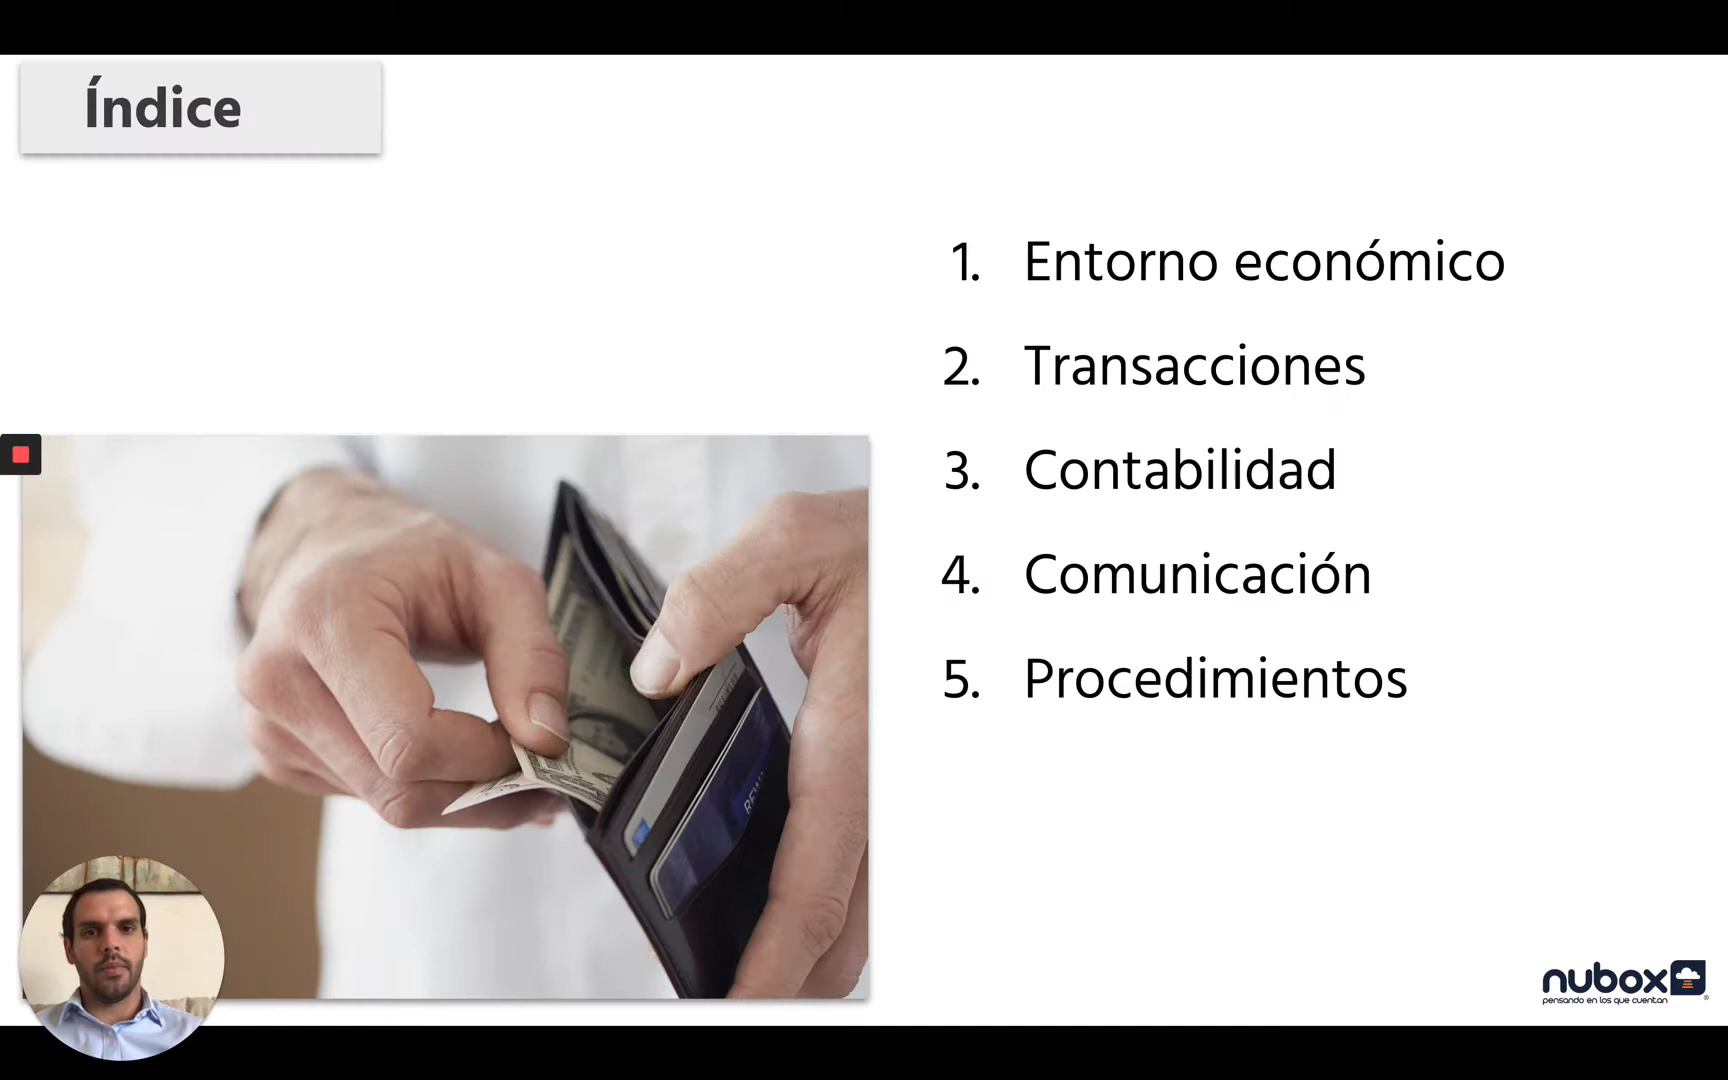 Índice
1. Entorno económico
2. Transacciones
3. Contabilidad
4. Comunicación
5. Procedimientos
nubox
pensando en los que cuentan